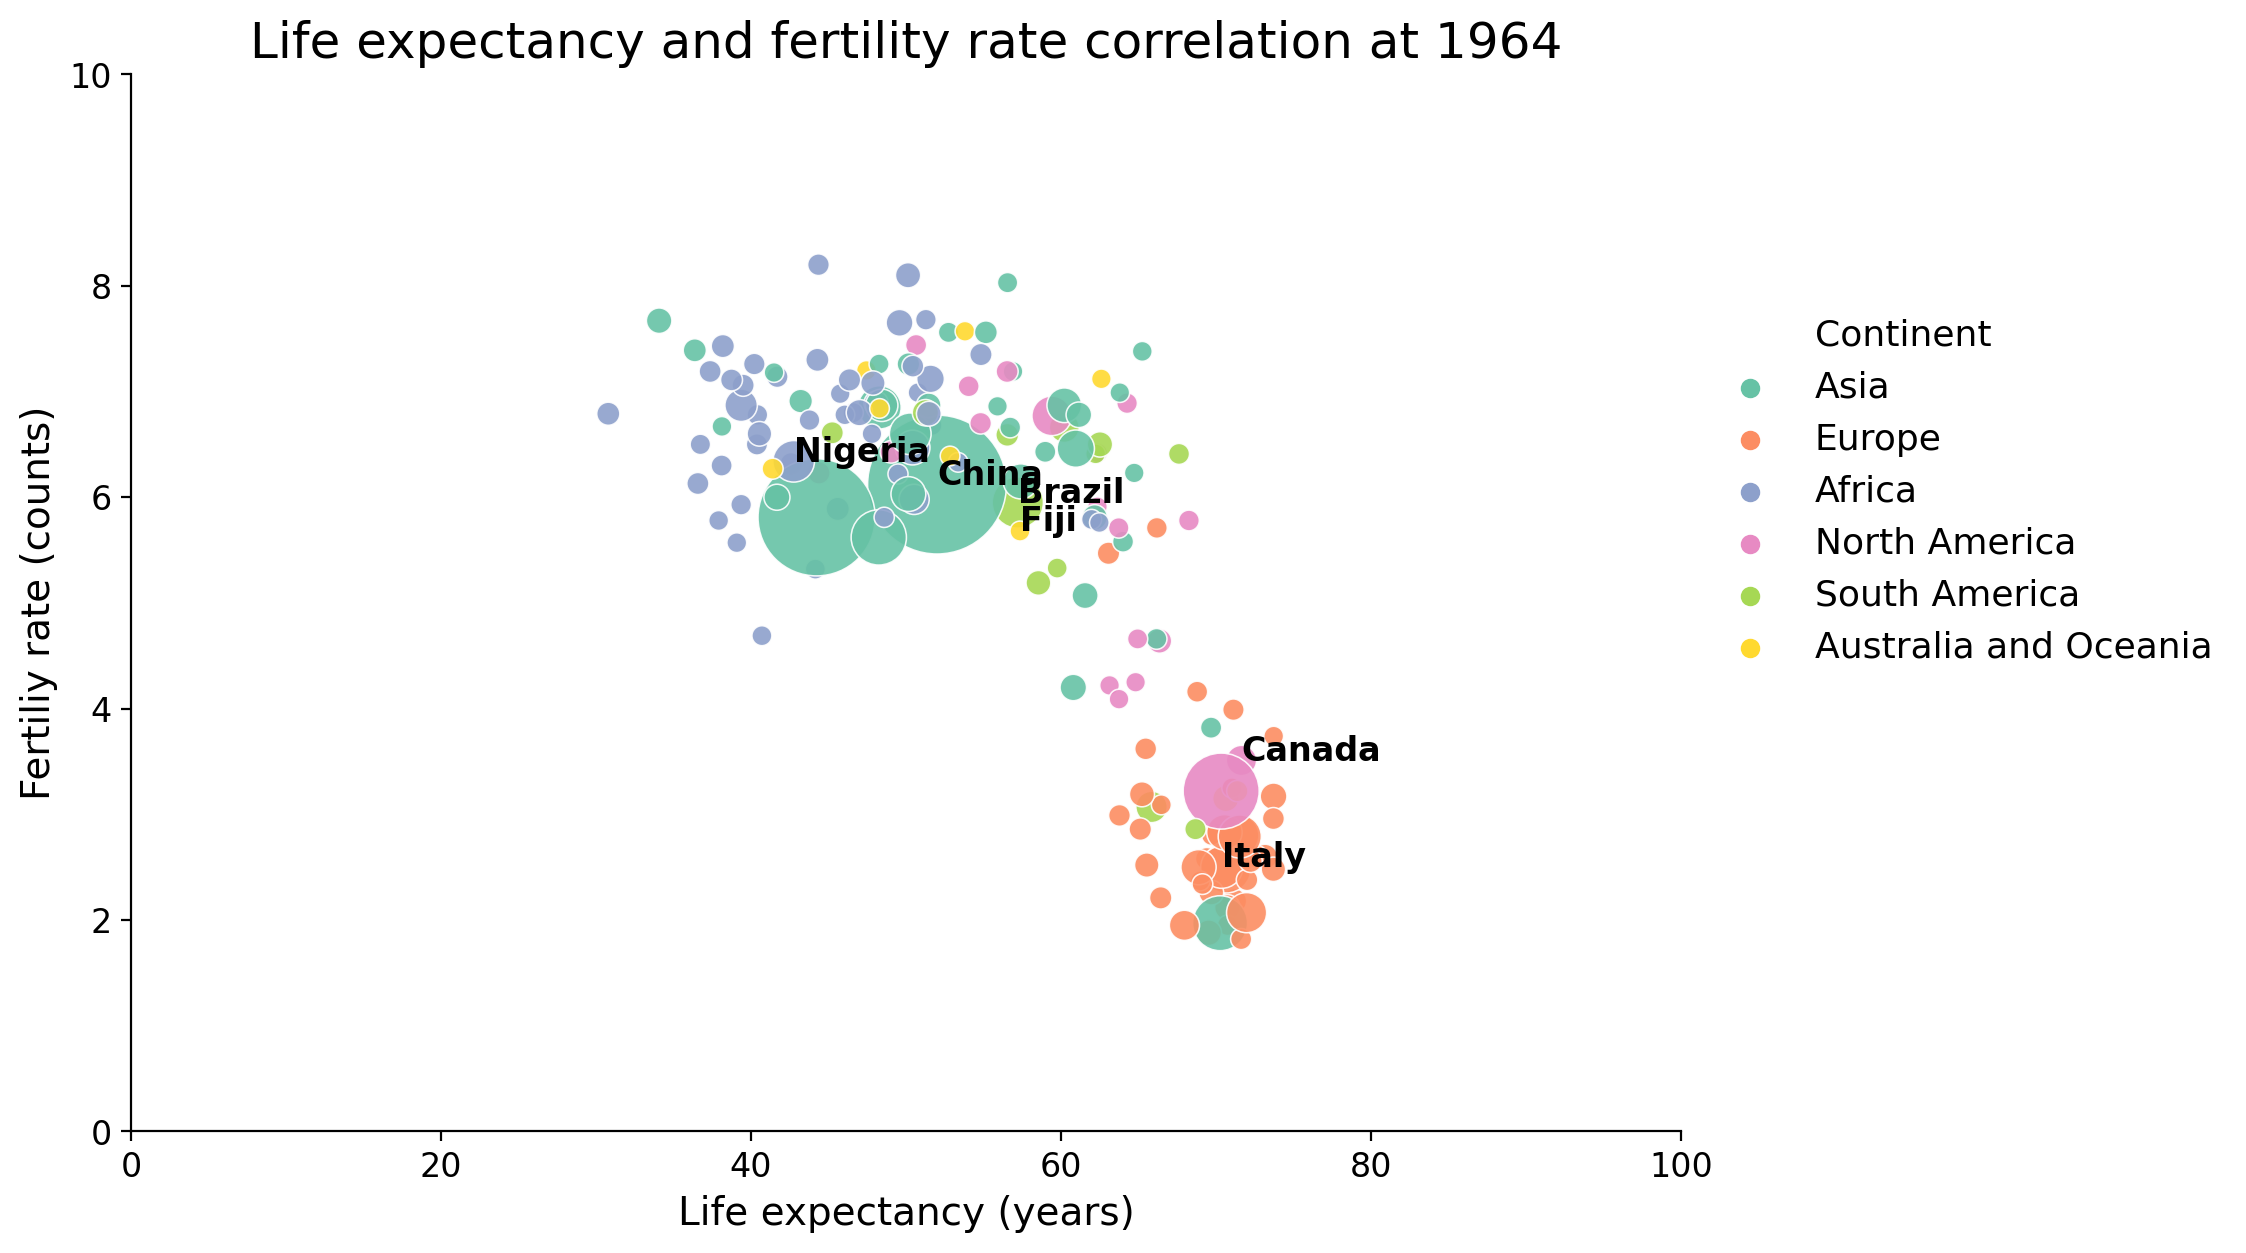 Life expectancy and fertility rate correlation at 1964
10
8
6
4
2
0
Fertiliy rate (counts)
0 20 40 60 80 100
Life expectancy (years)
Nigeria
China
Brazil
Fiji
Canada
Italy
Continent
Asia
Europe
Africa
North America
South America
Australia and Oceania